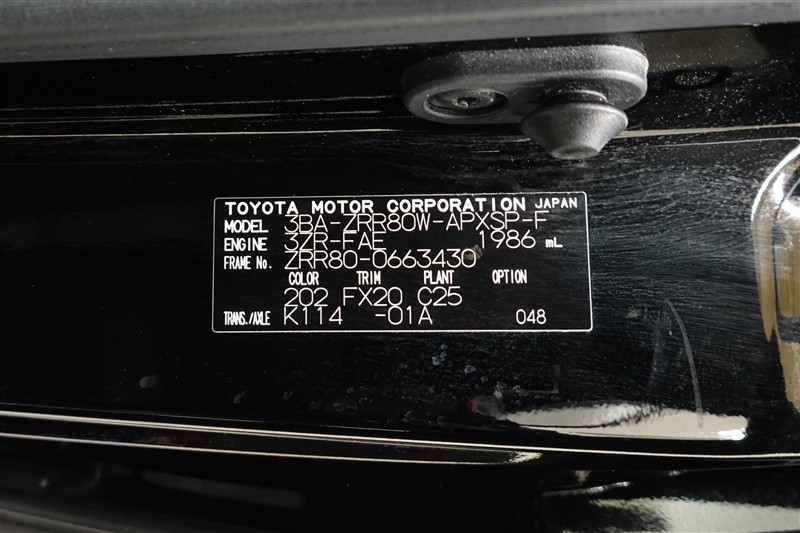 TOYOTA MOTOR CORPORATION JAPAN
MODEL 3BA-ZRR80W-APXSP-F
ENGINE 3ZR-FAE 1986 mL
FRAME No. ZRR80-0663430
COLOR TRIM PLANT OPTION
202 FX20 C25
TRANS./AXLE K114 -01A 048